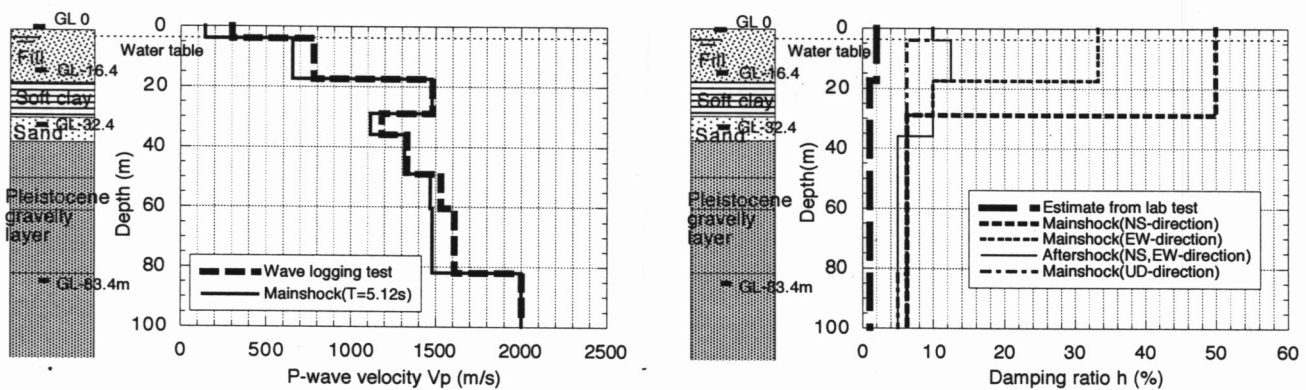 GL 0
Water table
Fill
GL-16.4
Soft clay
GL-32.4
Sand
Pleistocene
gravelly
layer
GL-83.4m
0
20
40
60
80
100
Depth (m)
Wave logging test
Mainshock(T=5.12s)
0 500 1000 1500 2000 2500
P-wave velocity Vp (m/s)
GL 0
Water table
Fill
GL-16.4
Soft clay
GL-32.4
Sand
Pleistocene
gravelly
layer
GL-83.4m
0
20
40
60
80
100
Depth(m)
Estimate from lab test
Mainshock(NS-direction)
Mainshock(EW-direction)
Aftershock(NS,EW-direction)
Mainshock(UD-direction)
0 10 20 30 40 50 60
Damping ratio h (%)